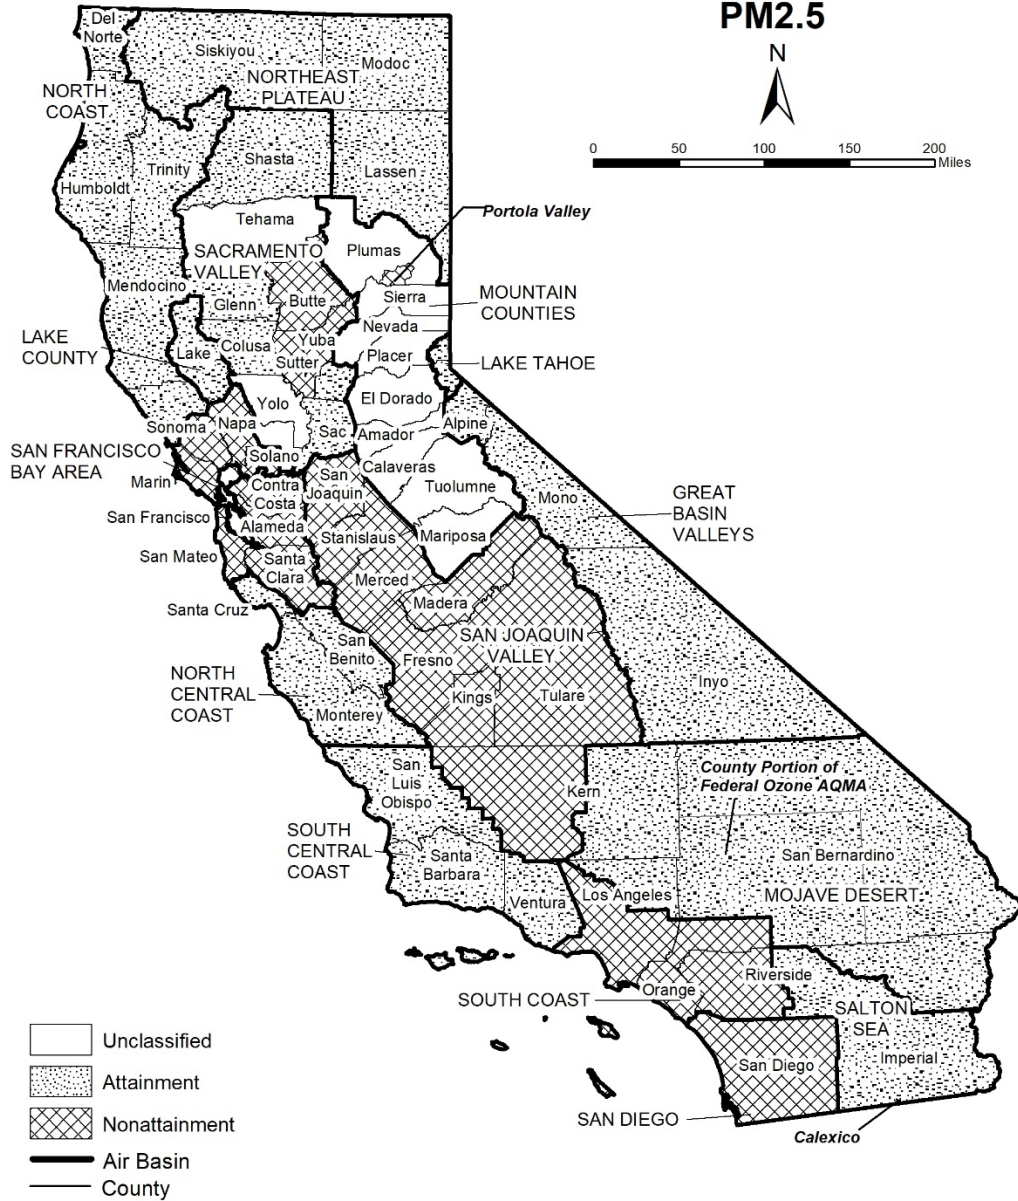 PM2.5
N
0 50 100 150 200
Miles
Del
Norte
Siskiyou
Modoc
NORTHEAST
PLATEAU
NORTH
COAST
Shasta
Trinity
Lassen
Humboldt
Portola Valley
Tehama
Plumas
SACRAMENTO
VALLEY
Mendocino
Butte
Sierra
MOUNTAIN
COUNTIES
Glenn
Nevada
Yuba
LAKE
COUNTY
Colusa
Lake
Placer
Sutter
LAKE TAHOE
El Dorado
Yolo
Napa
Sonoma
Alpine
Sac
Amador
SAN FRANCISCO
BAY AREA
Solano
Calaveras
Marin
San
Joaquin
Contra
Costa
Tuolumne
Mono
GREAT
BASIN
VALLEYS
San Francisco
Alameda
Stanislaus
Mariposa
San Mateo
Santa
Clara
Merced
Santa Cruz
Madera
SAN JOAQUIN
VALLEY
San
Benito
Fresno
NORTH
CENTRAL
COAST
Inyo
Kings
Tulare
Monterey
San
Luis
Obispo
County Portion of
Federal Ozone AQMA
Kern
SOUTH
CENTRAL
COAST
Santa
Barbara
San Bernardino
Los Angeles
MOJAVE DESERT
Ventura
Riverside
Orange
SOUTH COAST
SALTON
SEA
San Diego
Imperial
SAN DIEGO
Calexico
Unclassified
Attainment
Nonattainment
Air Basin
County